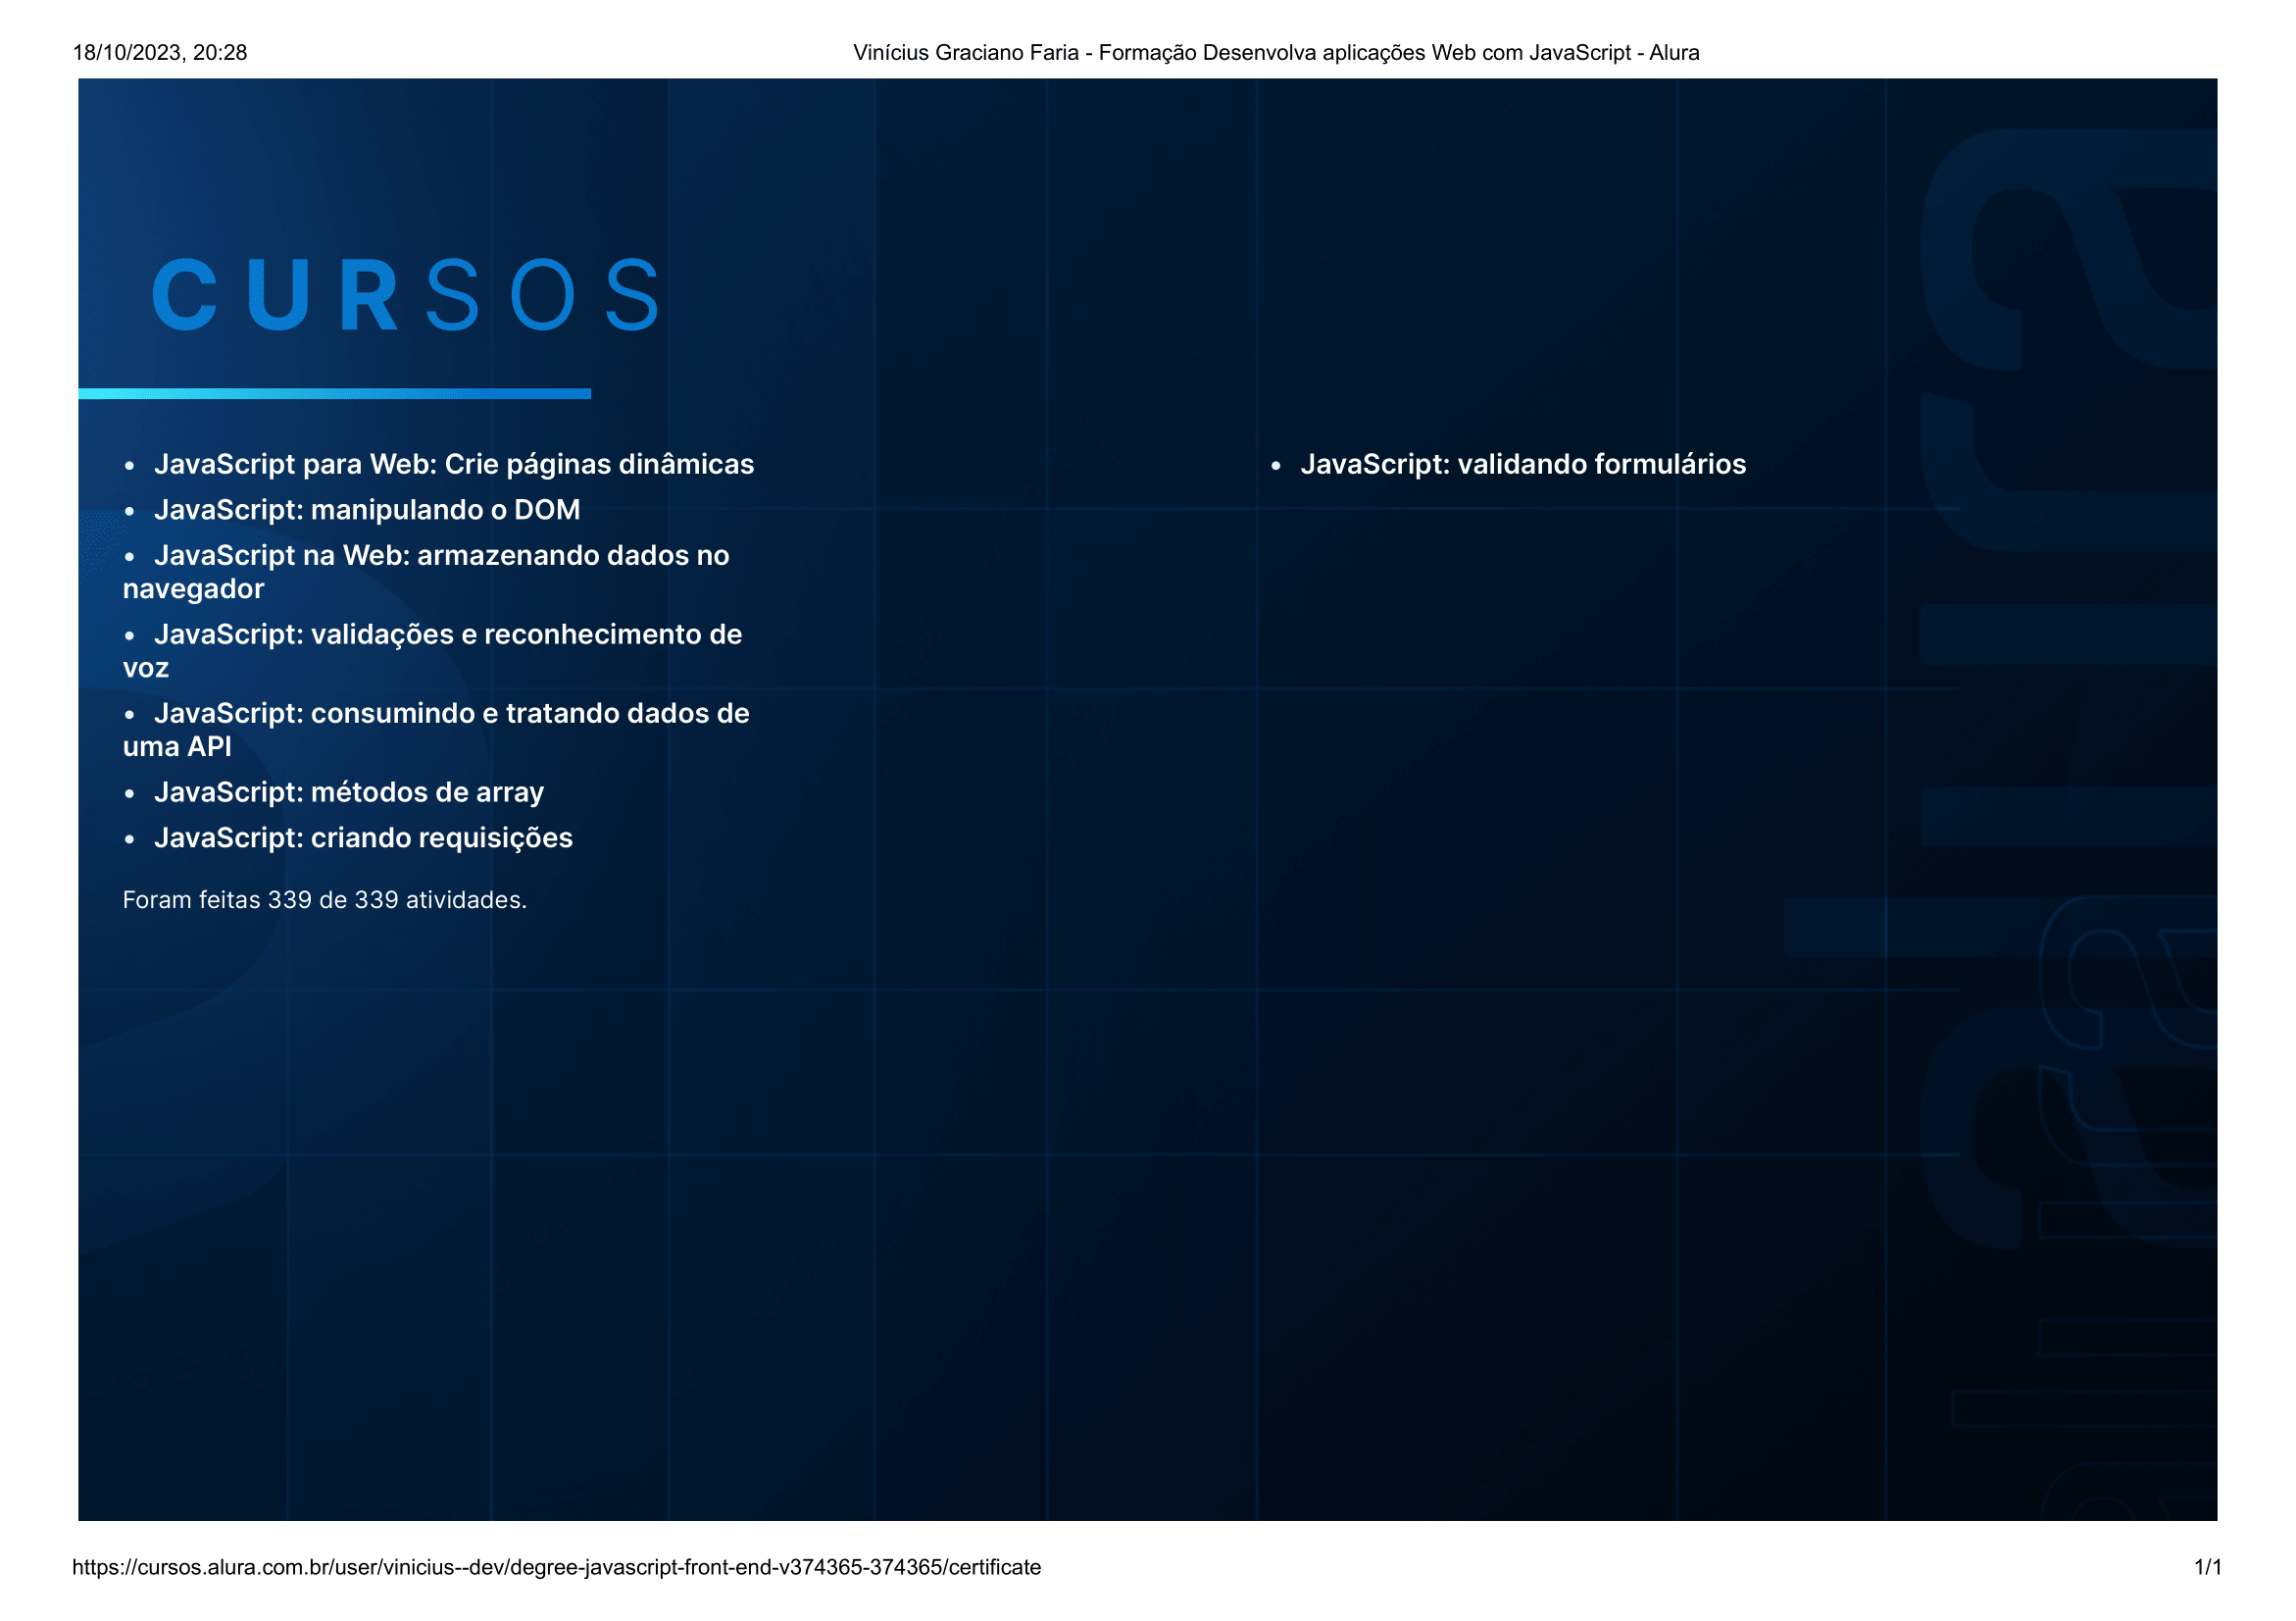 18/10/2023, 20:28
Vinícius Graciano Faria - Formação Desenvolva aplicações Web com JavaScript - Alura
CURSOS
• JavaScript para Web: Crie páginas dinâmicas
• JavaScript: manipulando o DOM
• JavaScript na Web: armazenando dados no
navegador
• JavaScript: validações e reconhecimento de
voz
• JavaScript: consumindo e tratando dados de
uma API
• JavaScript: métodos de array
• JavaScript: criando requisições
Foram feitas 339 de 339 atividades.
• JavaScript: validando formulários
alura
https://cursos.alura.com.br/user/vinicius--dev/degree-javascript-front-end-v374365-374365/certificate
1/1